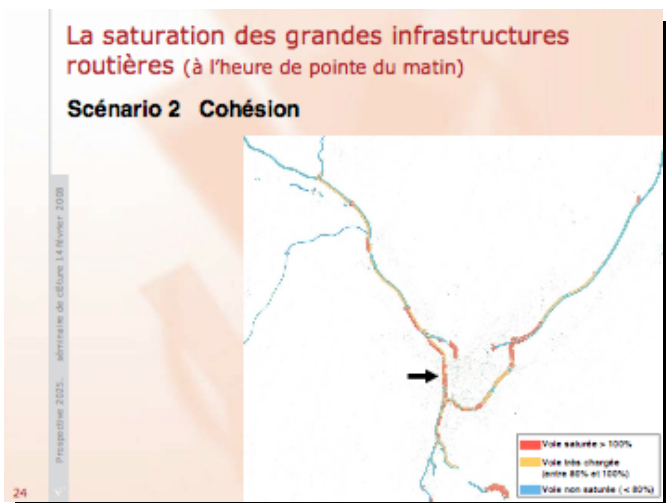 La saturation des grandes infrastructures
routières (à l'heure de pointe du matin)
Scénario 2 Cohésion
Prospective 2025. séminaire de clôture 14 février 2008
Voie saturée > 100%
Voie très chargée
(entre 80% et 100%)
Voie non saturée (< 80%)
24